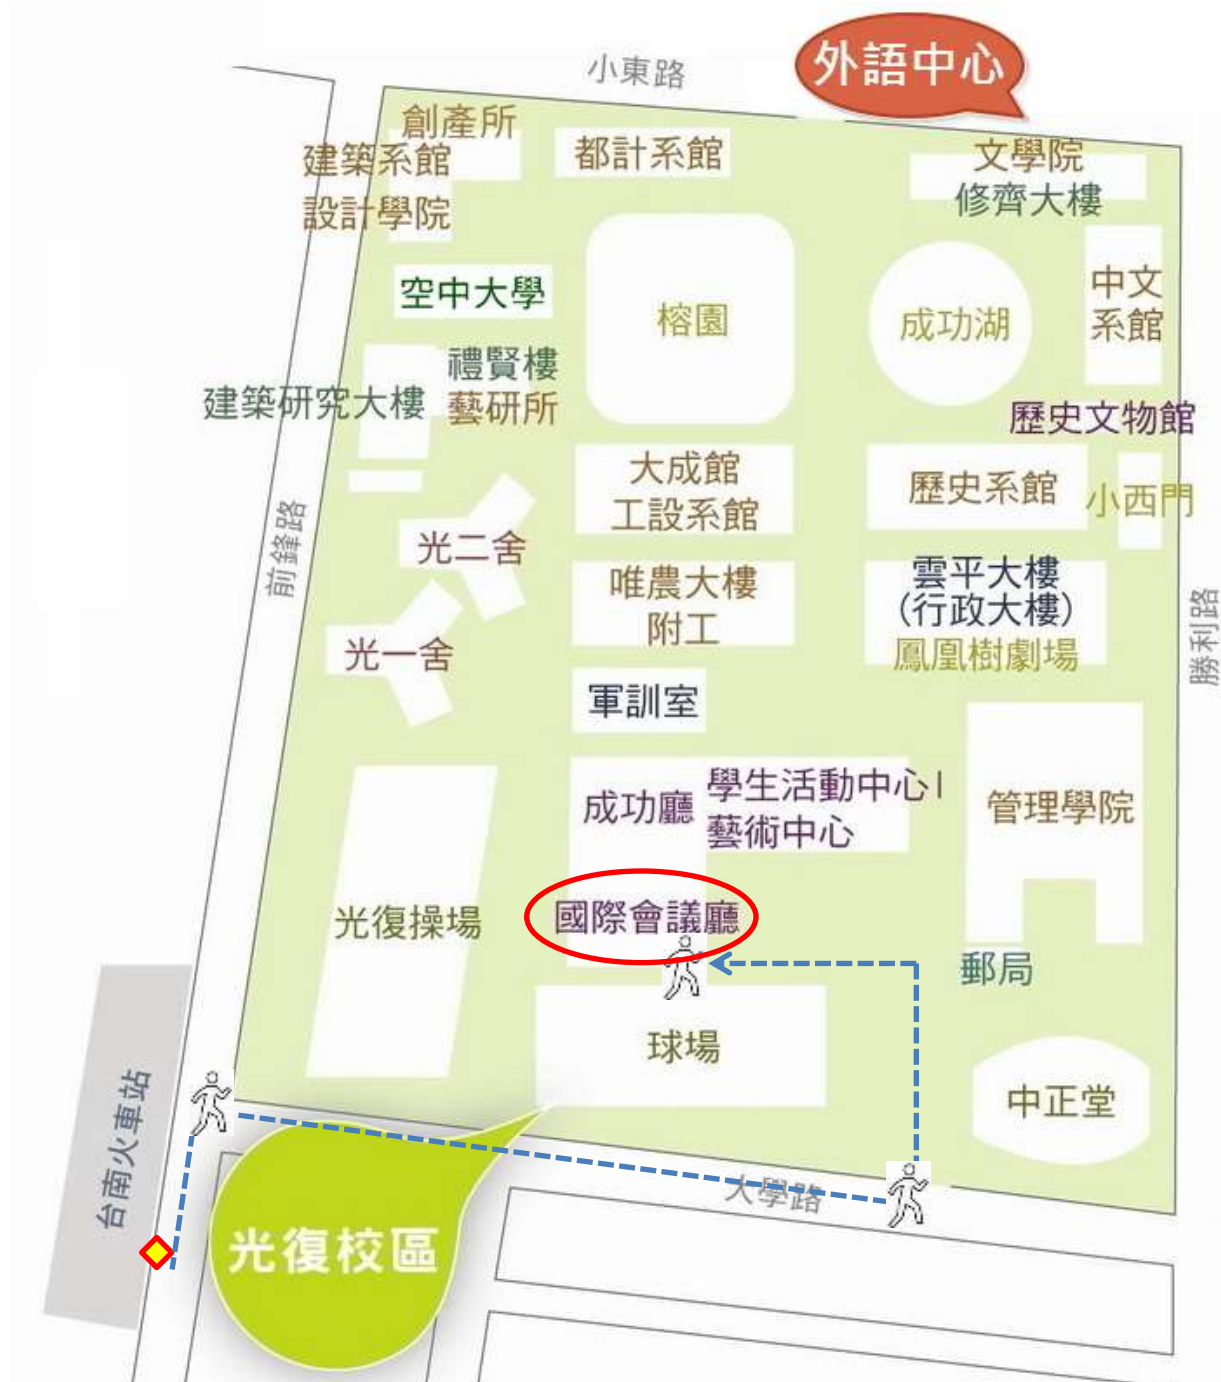 小東路
外語中心
創產所
建築系館
設計學院
都計系館
文學院
修齊大樓
空中大學
榕園
成功湖
中文
系館
禮賢樓
建築研究大樓
藝研所
歷史文物館
大成館
工設系館
歷史系館
小西門
前鋒路
光二舍
唯農大樓
附工
雲平大樓
(行政大樓)
鳳凰樹劇場
勝利路
光一舍
軍訓室
成功廳
學生活動中心I
藝術中心
管理學院
光復操場
國際會議廳
郵局
球場
中正堂
台南火車站
大學路
光復校區